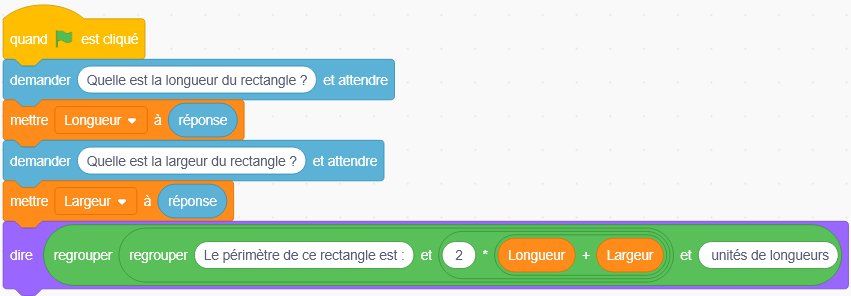 quand est cliqué
demander Quelle est la longueur du rectangle ? et attendre
mettre Longueur à réponse
demander Quelle est la largeur du rectangle ? et attendre
mettre Largeur à réponse
dire regrouper regrouper Le périmètre de ce rectangle est : et 2 * Longueur + Largeur et unités de longueurs